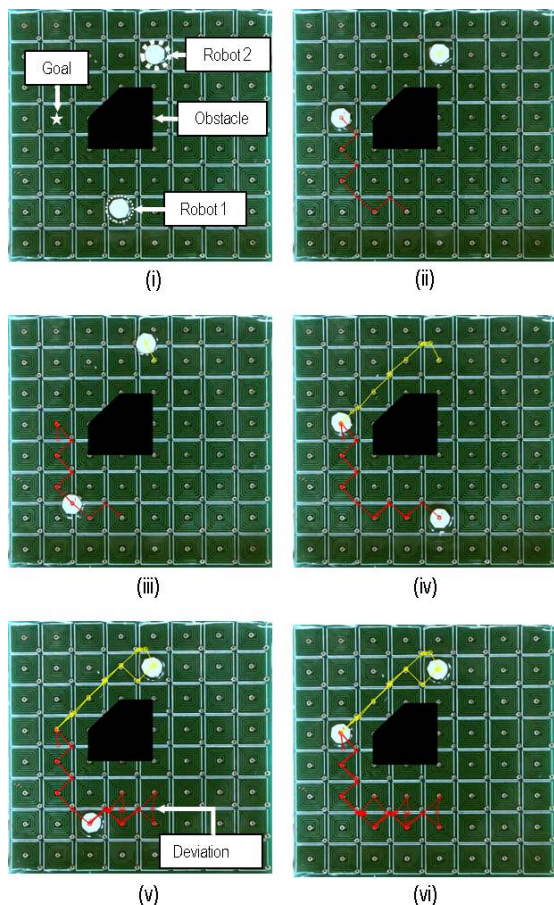 Goal
Robot 2
Obstacle
Robot 1
(i)
(ii)
(iii)
(iv)
Deviation
(v)
(vi)